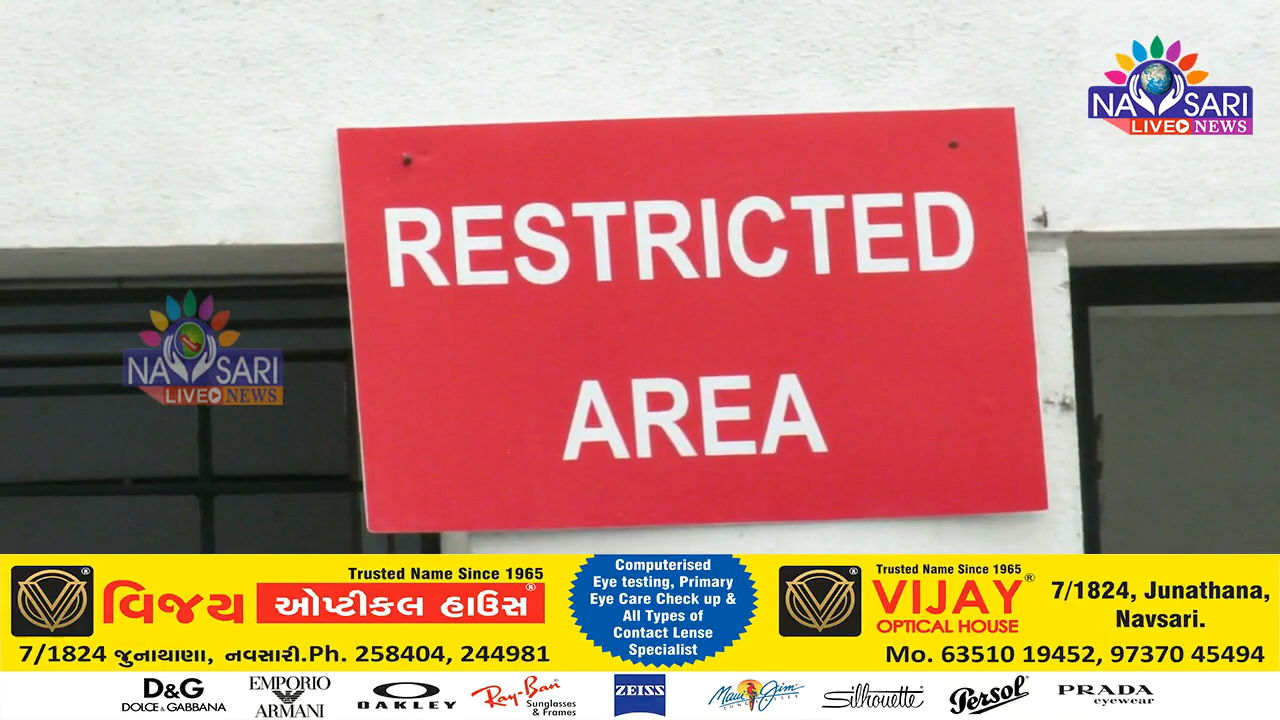 NAVSARI
LIVE NEWS
RESTRICTED
AREA
NAVSARI
LIVE NEWS
Trusted Name Since 1965
વિજય ઓપ્ટીકલ હાઉસ®
7/1824 જુનાથાણા, નવસારી.Ph. 258404, 244981
Computerised
Eye testing, Primary
Eye Care Check up &
All Types of
Contact Lense
Specialist
Trusted Name Since 1965
VIJAY®
OPTICAL HOUSE
7/1824, Junathana,
Navsari.
Mo. 63510 19452, 97370 45494
D&G
DOLCE & GABBANA
EMPORIO
ARMANI
OAKLEY
Ray-Ban
Sunglasses
& Frames
ZEISS
Maui Jim
SUNGLASSES
Silhouette
Persol
PRADA
eyewear